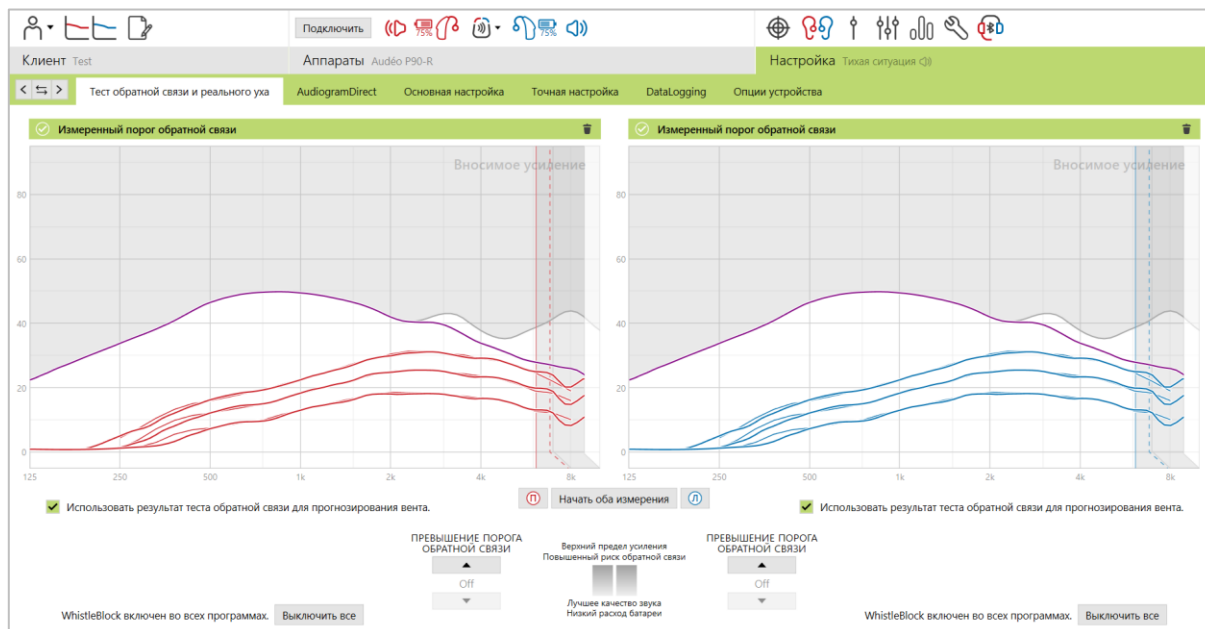 Подключить
75%
75%
Клиент Test
Аппараты Audéo P90-R
Настройка Тихая ситуация
Тест обратной связи и реального уха
AudiogramDirect
Основная настройка
Точная настройка
DataLogging
Опции устройства
Измеренный порог обратной связи
Вносимое усиление
80
60
40
20
0
125 250 500 1k 2k 4k 8k
Измеренный порог обратной связи
Вносимое усиление
80
60
40
20
0
125 250 500 1k 2k 4k 8k
П Начать оба измерения Л
Использовать результат теста обратной связи для прогнозирования вента.
Использовать результат теста обратной связи для прогнозирования вента.
ПРЕВЫШЕНИЕ ПОРОГА
ОБРАТНОЙ СВЯЗИ
Off
Верхний предел усиления
Повышенный риск обратной связи
Лучшее качество звука
Низкий расход батареи
ПРЕВЫШЕНИЕ ПОРОГА
ОБРАТНОЙ СВЯЗИ
Off
WhistleBlock включен во всех программах. Выключить все
WhistleBlock включен во всех программах. Выключить все